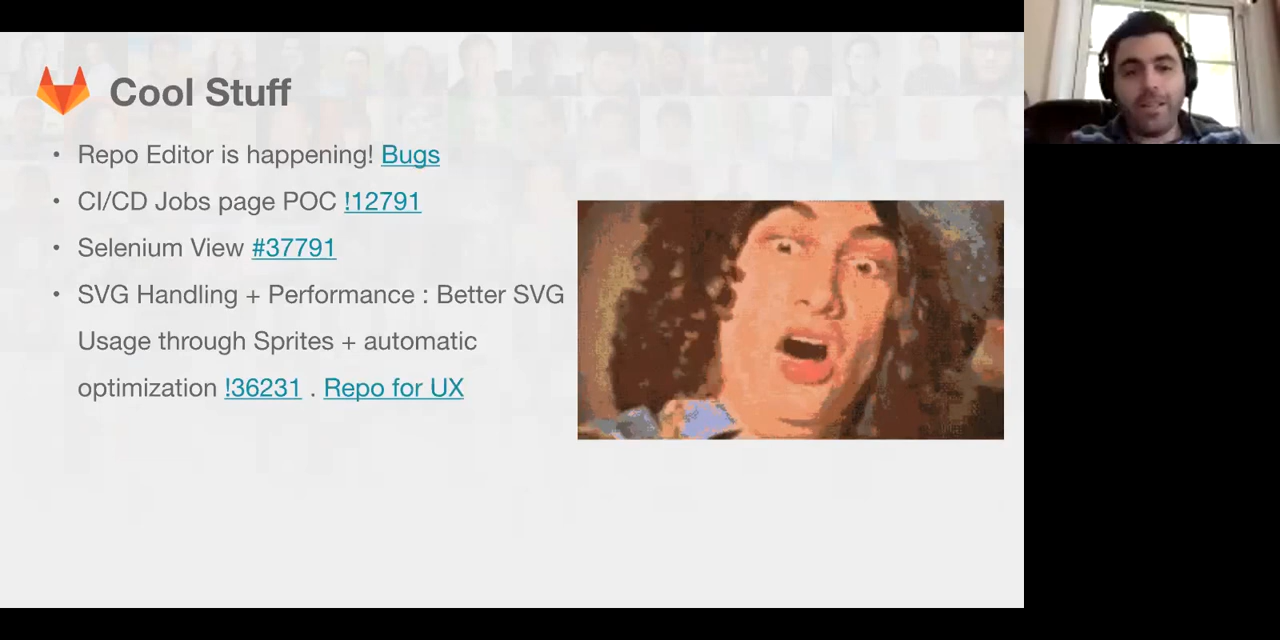 Cool Stuff
• Repo Editor is happening! Bugs
• CI/CD Jobs page POC !12791
• Selenium View #37791
• SVG Handling + Performance : Better SVG
Usage through Sprites + automatic
optimization !36231 . Repo for UX